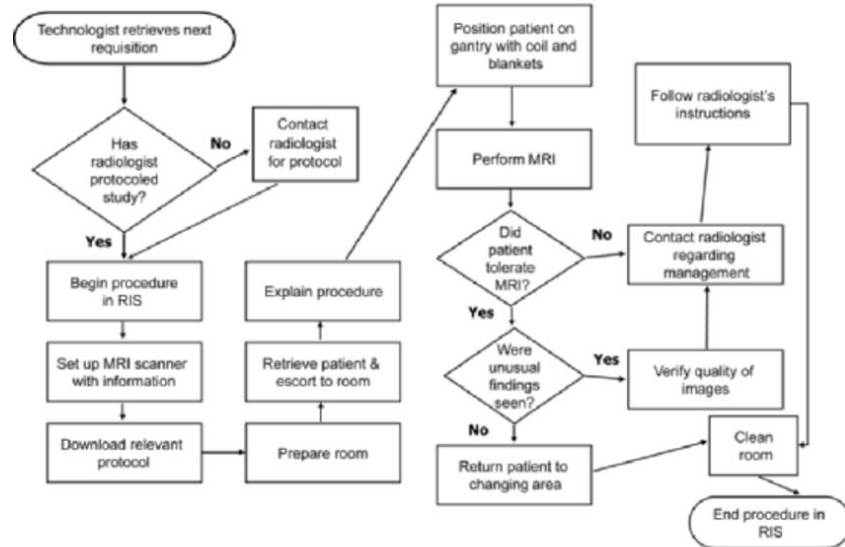 Technologist retrieves next
requisition
Has
radiologist
protocoled
study?
No
Contact
radiologist
for protocol
Yes
Begin procedure
in RIS
Set up MRI scanner
with information
Download relevant
protocol
Prepare room
Retrieve patient &
escort to room
Explain procedure
Position patient on
gantry with coil and
blankets
Perform MRI
Did
patient
tolerate
MRI?
No
Contact radiologist
regarding
management
Follow radiologist's
instructions
Yes
Were
unusual
findings
seen?
Yes
Verify quality of
images
No
Return patient to
changing area
Clean
room
End procedure in
RIS